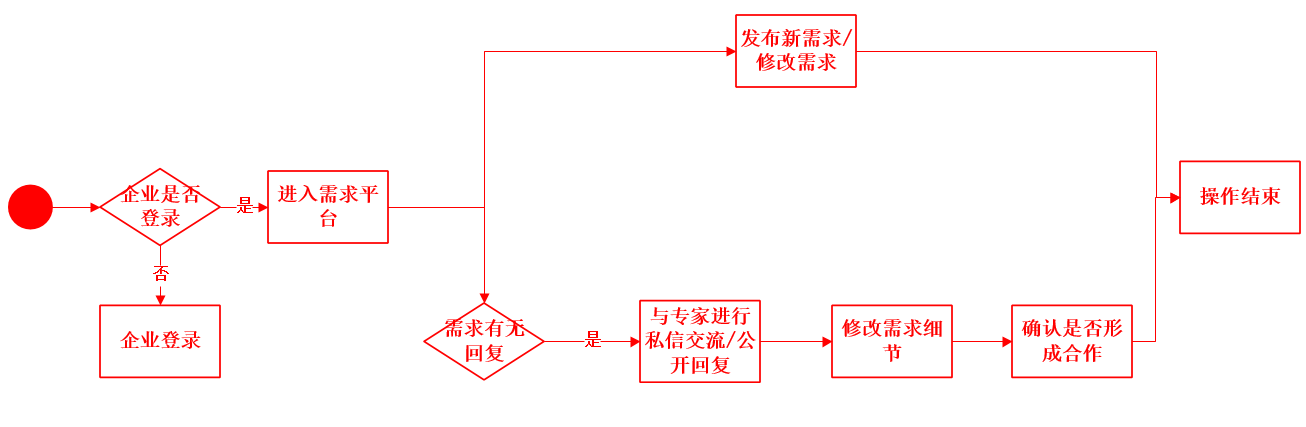 发布新需求/
修改需求
企业是否
登录
是
进入需求平
台
操作结束
否
企业登录
需求有无
回复
是
与专家进行
私信交流/公
开回复
修改需求细
节
确认是否形
成合作